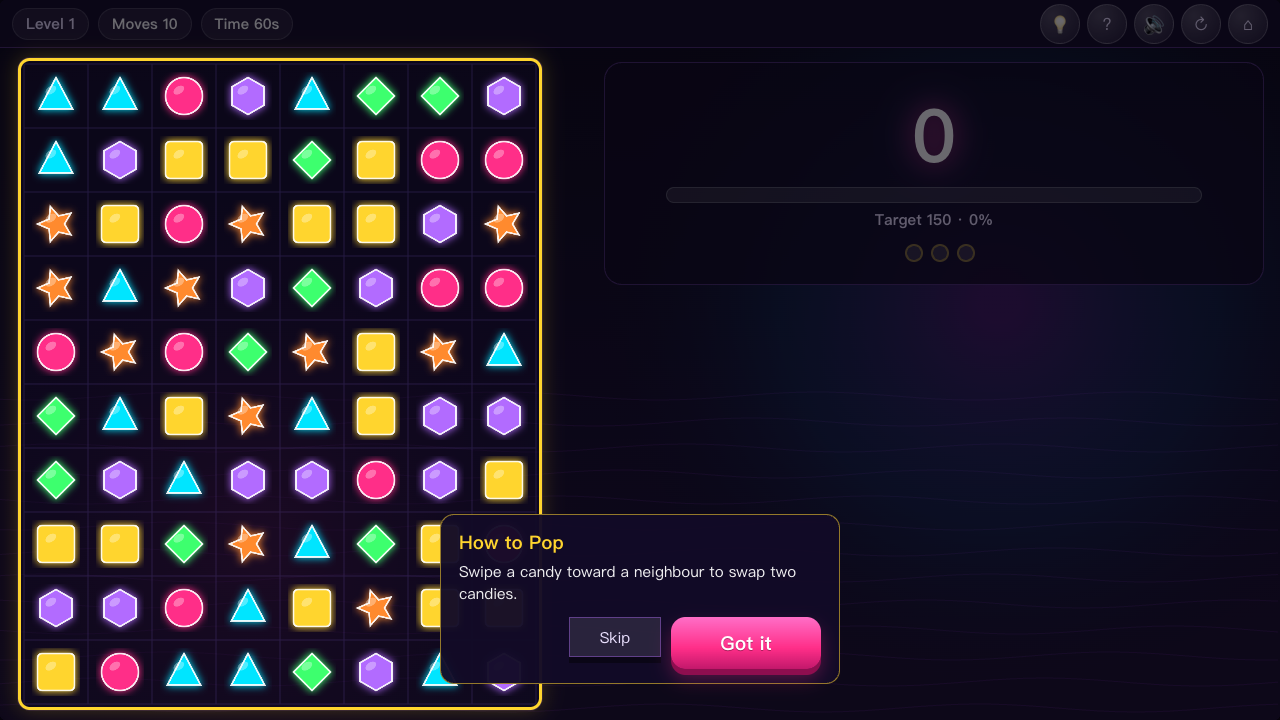 Level 1
Moves 10
Time 60s
?
0
Target 150 · 0%
How to Pop
Swipe a candy toward a neighbour to swap two
candies.
Skip
Got it